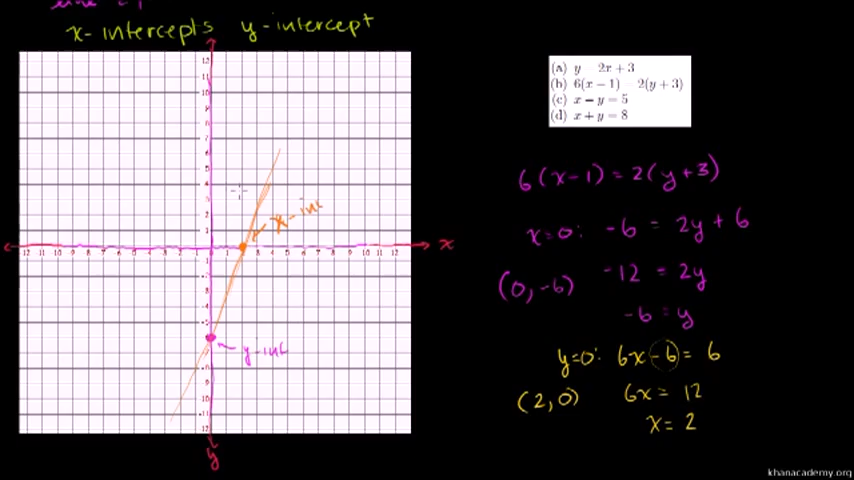 x-intercepts y-intercept
(a) y 2x + 3
(b) 6(x − 1) 2(y + 3)
(c) x − y = 5
(d) x + y = 8
6(x-1) = 2(y+3)
x=0: -6 = 2y + 6
(0, -6) -12 = 2y
-6 = y
y=0: 6x - 6 = 6
(2, 0) 6x = 12
x = 2
x-int
x
y-int
y
khanacademy.org